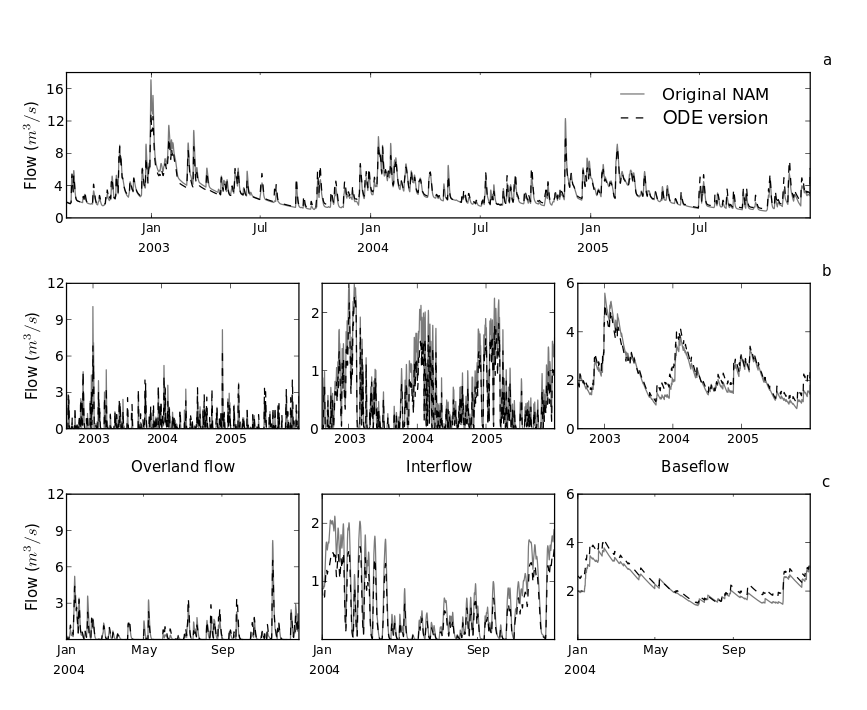 a
Flow (m³/s)
16
12
8
4
0
Original NAM
ODE version
Jan Jul Jan Jul Jan Jul
2003 2004 2005
b
Flow (m³/s)
12
9
6
3
0
2003 2004 2005
2
1
0
2003 2004 2005
6
4
2
0
2003 2004 2005
Overland flow Interflow Baseflow
c
Flow (m³/s)
12
9
6
3
Jan May Sep
2004
2
1
Jan May Sep
2004
6
4
2
Jan May Sep
2004